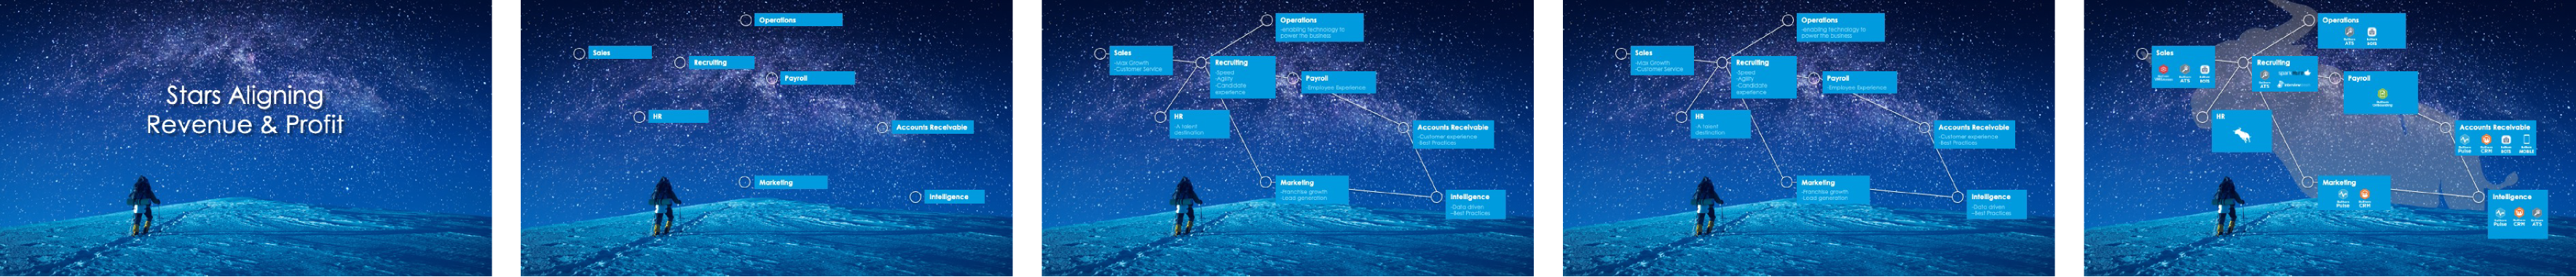 Stars Aligning
Revenue & Profit
Operations
Sales
Recruiting
Payroll
HR
Accounts Receivable
Marketing
Intelligence
Operations
-enabling technology to
power the business
Sales
-Max Growth
-Customer Service
Recruiting
-Speed
-Agility
-Candidate
experience
Payroll
-Employee Experience
HR
-A talent
destination
Accounts Receivable
-Customer experience
-Best Practices
Marketing
-Franchise growth
-Lead generation
Intelligence
-Data driven
-Best Practices
Operations
-enabling technology to
power the business
Sales
-Max Growth
-Customer Service
Recruiting
-Speed
-Agility
-Candidate
experience
Payroll
-Employee Experience
HR
-A talent
destination
Accounts Receivable
-Customer experience
-Best Practices
Marketing
-Franchise growth
-Lead generation
Intelligence
-Data driven
-Best Practices
Operations
ATS
BOTS
Sales
ATS
BOTS
Recruiting
ATS
Payroll
Onboarding
HR
Accounts Receivable
Pulse
CRM
BOTS
MOBILE
Marketing
Pulse
CRM
Intelligence
Pulse
CRM
ATS